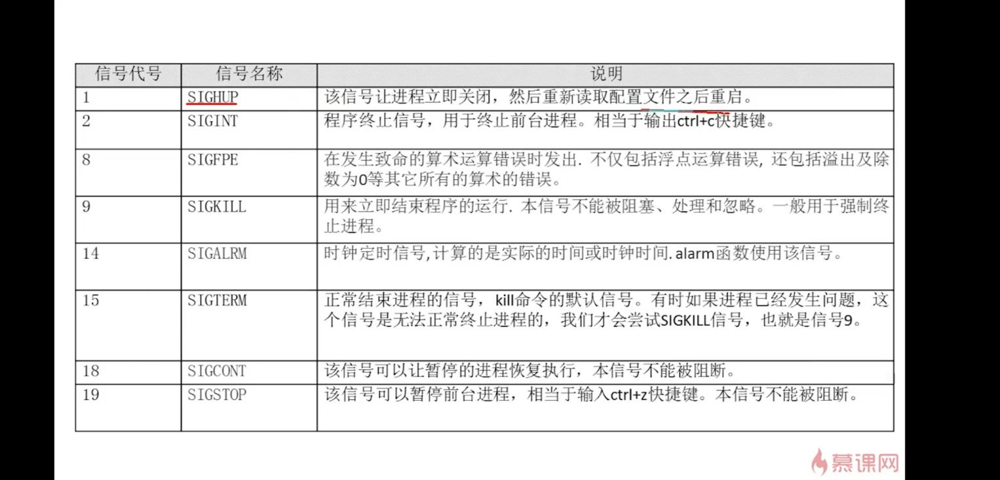 信号代号 信号名称 说明
1 SIGHUP 该信号让进程立即关闭，然后重新读取配置文件之后重启。
2 SIGINT 程序终止信号，用于终止前台进程。相当于输出ctrl+c快捷键。
8 SIGFPE 在发生致命的算术运算错误时发出. 不仅包括浮点运算错误, 还包括溢出及除
数为0等其它所有的算术的错误。
9 SIGKILL 用来立即结束程序的运行. 本信号不能被阻塞、处理和忽略。一般用于强制终
止进程。
14 SIGALRM 时钟定时信号,计算的是实际的时间或时钟时间. alarm函数使用该信号。
15 SIGTERM 正常结束进程的信号，kill命令的默认信号。有时如果进程已经发生问题，这
个信号是无法正常终止进程的，我们才会尝试SIGKILL信号，也就是信号9。
18 SIGCONT 该信号可以让暂停的进程恢复执行，本信号不能被阻断。
19 SIGSTOP 该信号可以暂停前台进程，相当于输入ctrl+z快捷键。本信号不能被阻断。
慕课网